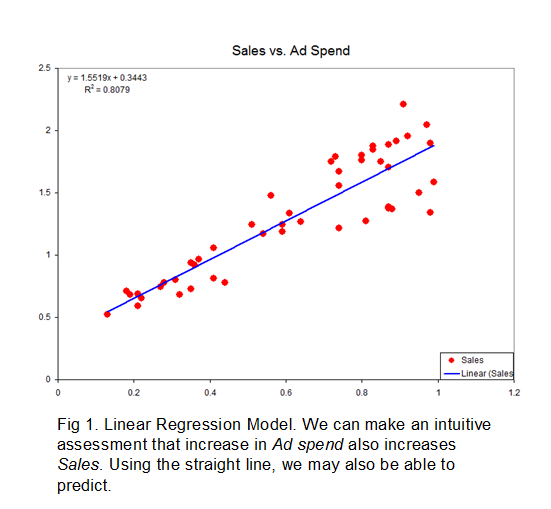 Sales vs. Ad Spend
y = 1.5519x + 0.3443
R² = 0.8079
2.5
2
1.5
1
0.5
0
0
0.2
0.4
0.6
0.8
1
1.2
Sales
Linear (Sales
Fig 1. Linear Regression Model. We can make an intuitive
assessment that increase in Ad spend also increases
Sales. Using the straight line, we may also be able to
predict.